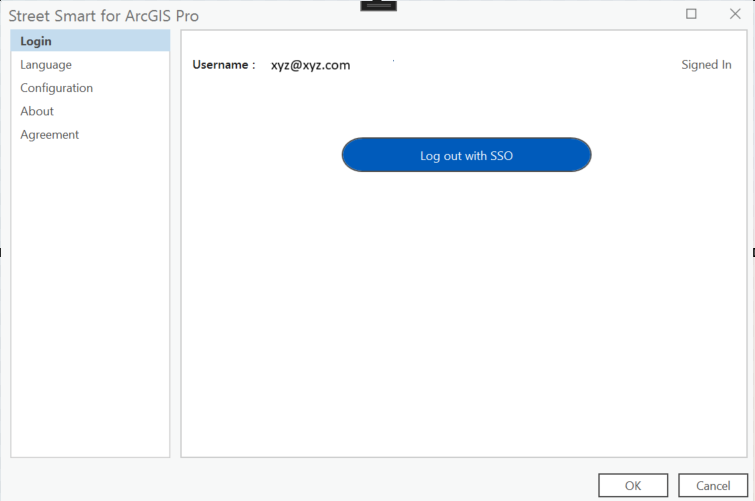 Street Smart for ArcGIS Pro
Login
Language
Configuration
About
Agreement
Username : xyz@xyz.com Signed In
Log out with SSO
OK Cancel